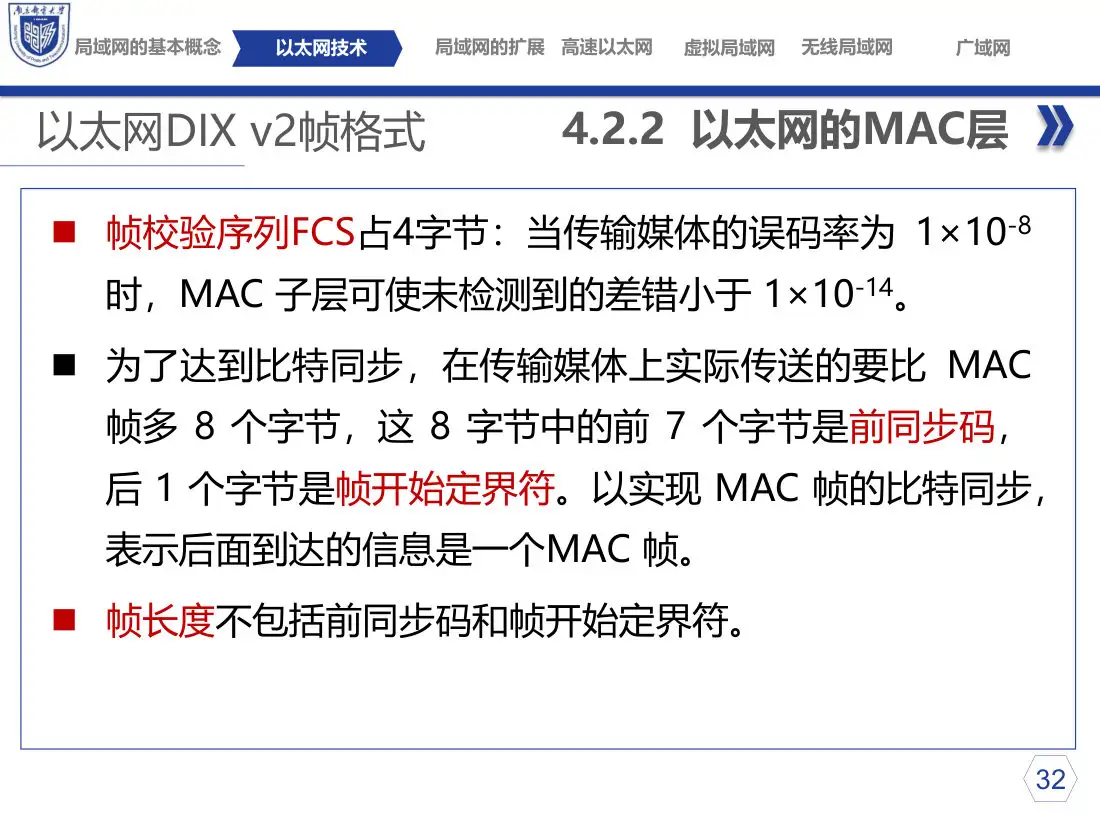 局域网的基本概念 以太网技术 局域网的扩展 高速以太网 虚拟局域网 无线局域网 广域网
以太网DIX v2帧格式 4.2.2 以太网的MAC层
帧校验序列FCS占4字节：当传输媒体的误码率为 1×10-8
时，MAC 子层可使未检测到的差错小于 1×10-14。
为了达到比特同步，在传输媒体上实际传送的要比 MAC
帧多 8 个字节，这 8 字节中的前 7 个字节是前同步码，
后 1 个字节是帧开始定界符。以实现 MAC 帧的比特同步，
表示后面到达的信息是一个MAC 帧。
帧长度不包括前同步码和帧开始定界符。
32